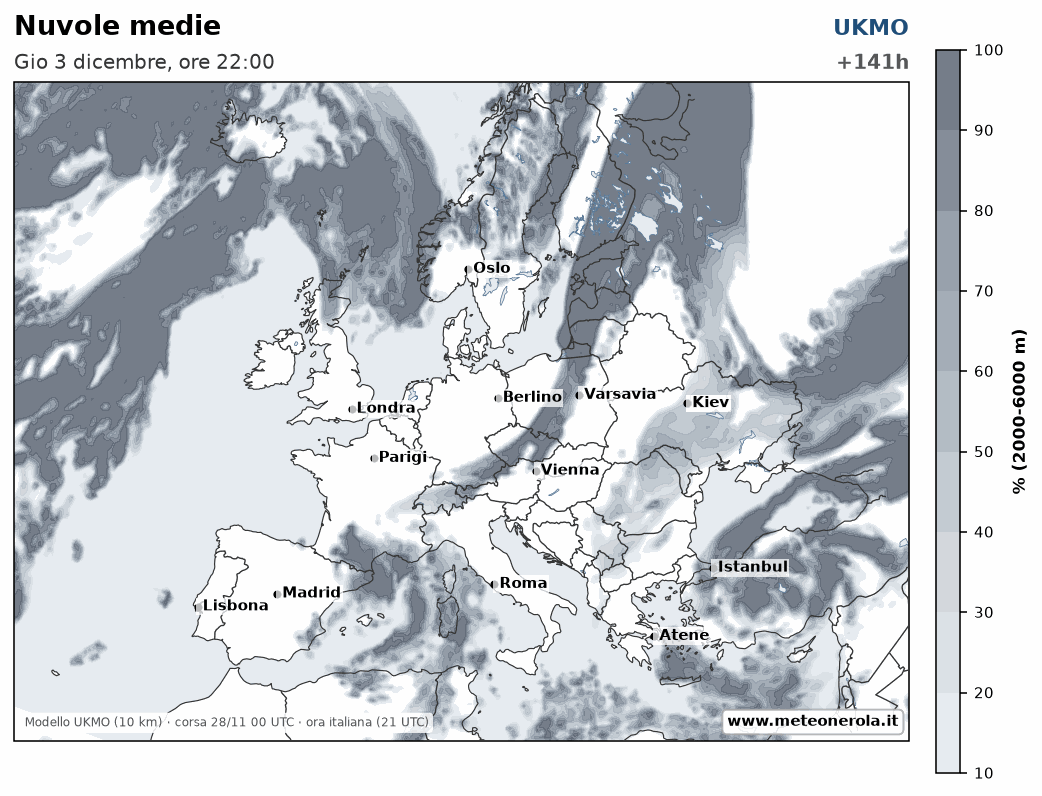 Nuvole medie
UKMO
Gio 3 dicembre, ore 22:00
+141h
100
90
80
70
60
50
40
30
20
10
% (2000-6000 m)
Oslo
Berlino
Varsavia
Kiev
Londra
Parigi
Vienna
Istanbul
Roma
Madrid
Lisbona
Atene
Modello UKMO (10 km) · corsa 28/11 00 UTC · ora italiana (21 UTC)
www.meteonerola.it